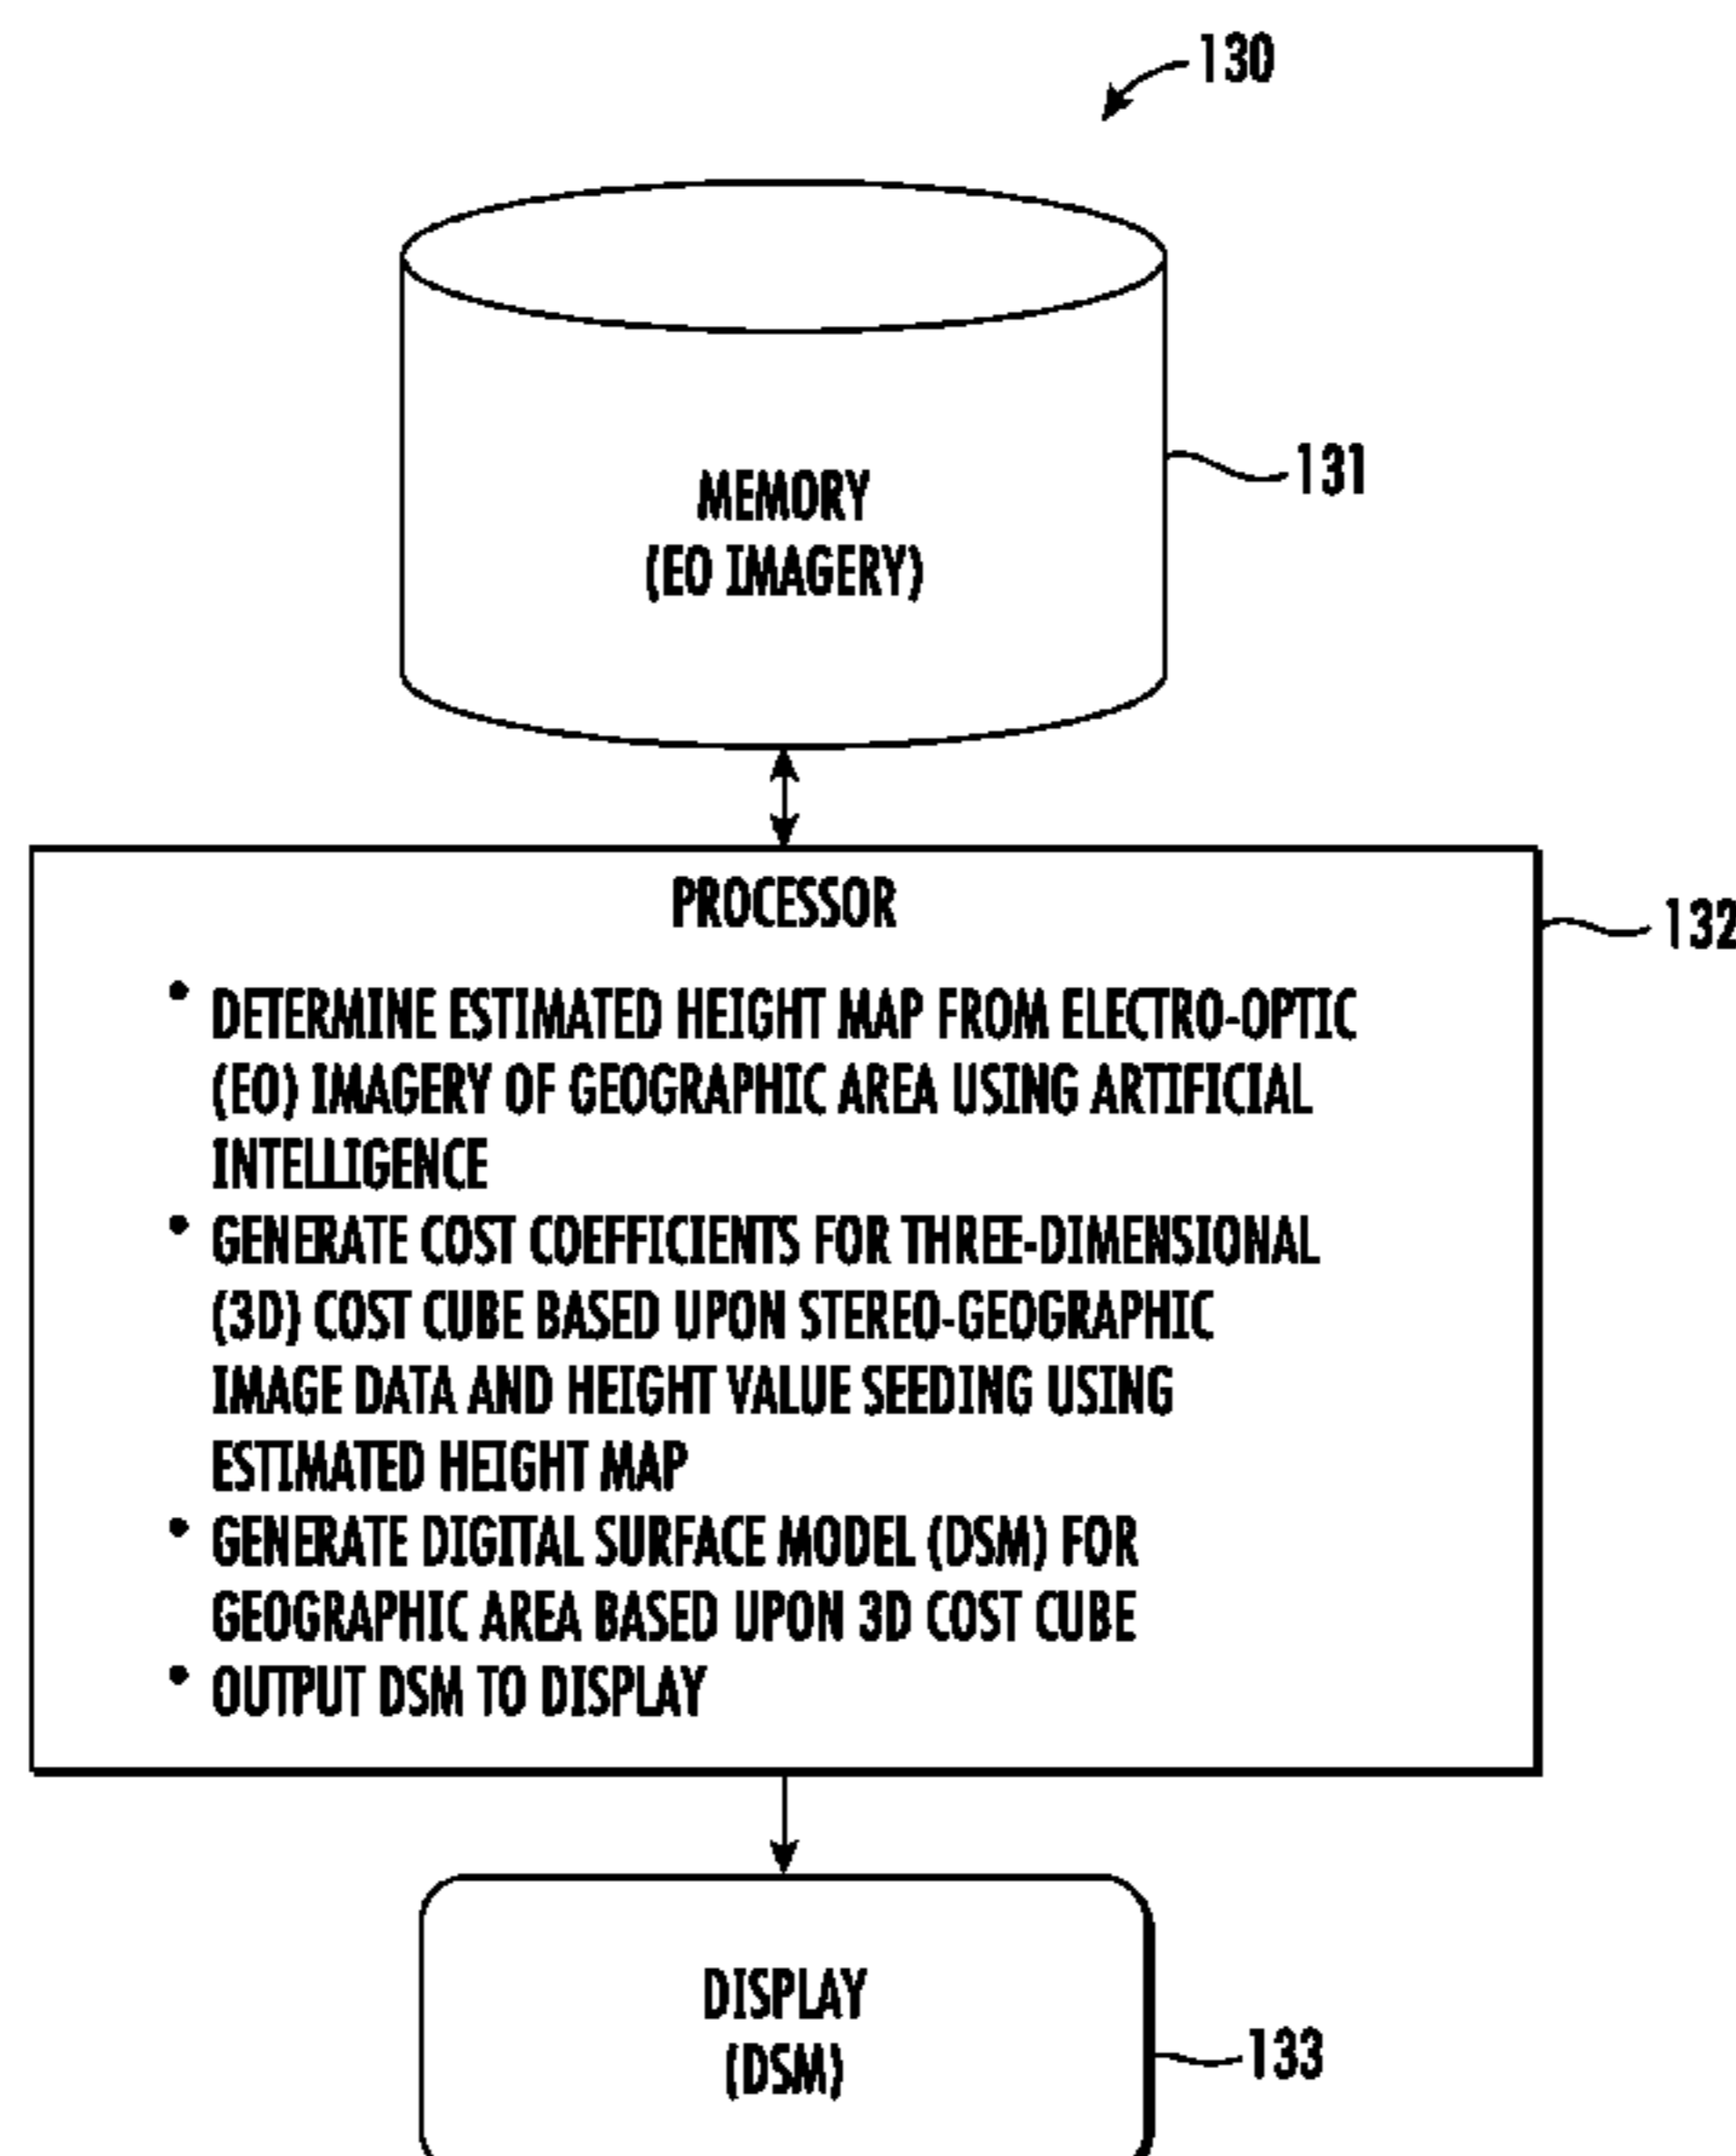 130
131
MEMORY
(EO IMAGERY)
PROCESSOR
132
• DETERMINE ESTIMATED HEIGHT MAP FROM ELECTRO-OPTIC
(EO) IMAGERY OF GEOGRAPHIC AREA USING ARTIFICIAL
INTELLIGENCE
• GENERATE COST COEFFICIENTS FOR THREE-DIMENSIONAL
(3D) COST CUBE BASED UPON STEREO-GEOGRAPHIC
IMAGE DATA AND HEIGHT VALUE SEEDING USING
ESTIMATED HEIGHT MAP
• GENERATE DIGITAL SURFACE MODEL (DSM) FOR
GEOGRAPHIC AREA BASED UPON 3D COST CUBE
• OUTPUT DSM TO DISPLAY
DISPLAY
(DSM)
133